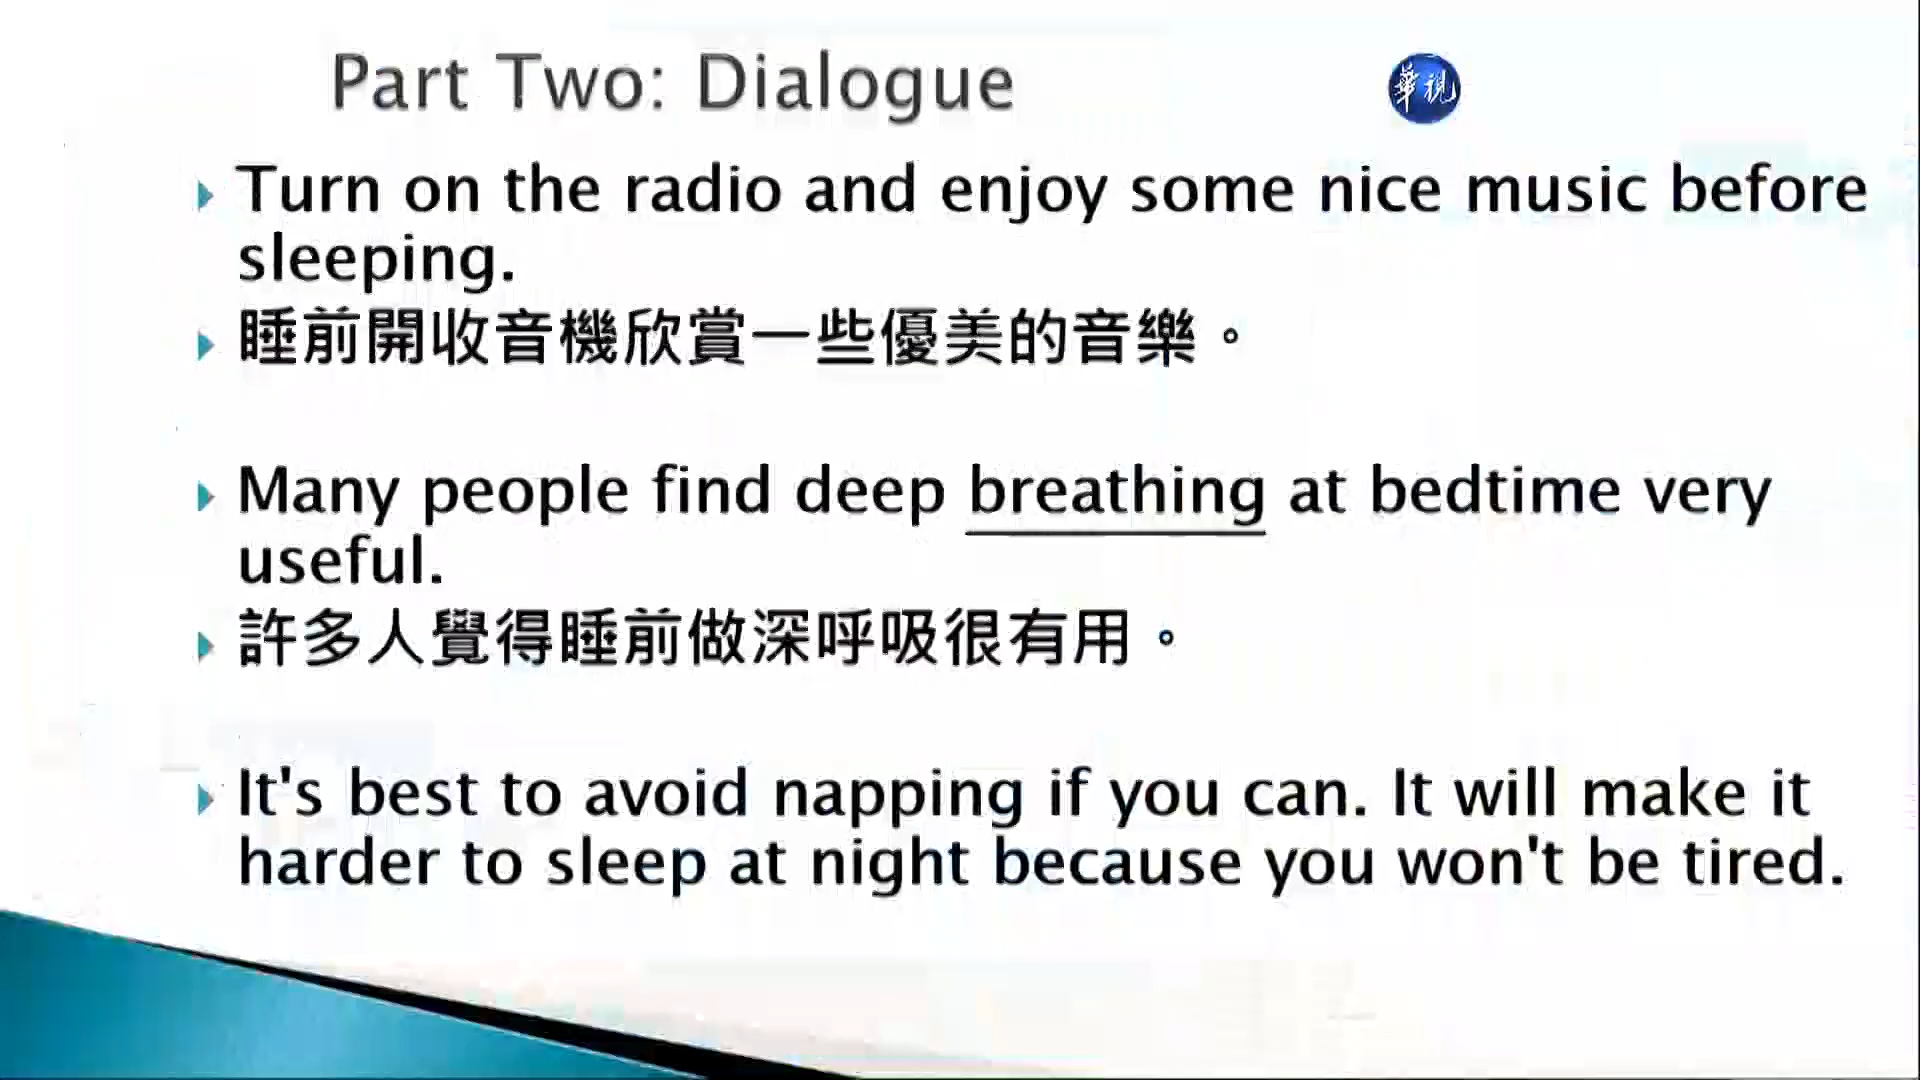 Part Two: Dialogue
華視
Turn on the radio and enjoy some nice music before
sleeping.
睡前開收音機欣賞一些優美的音樂。
Many people find deep breathing at bedtime very
useful.
許多人覺得睡前做深呼吸很有用。
It's best to avoid napping if you can. It will make it
harder to sleep at night because you won't be tired.